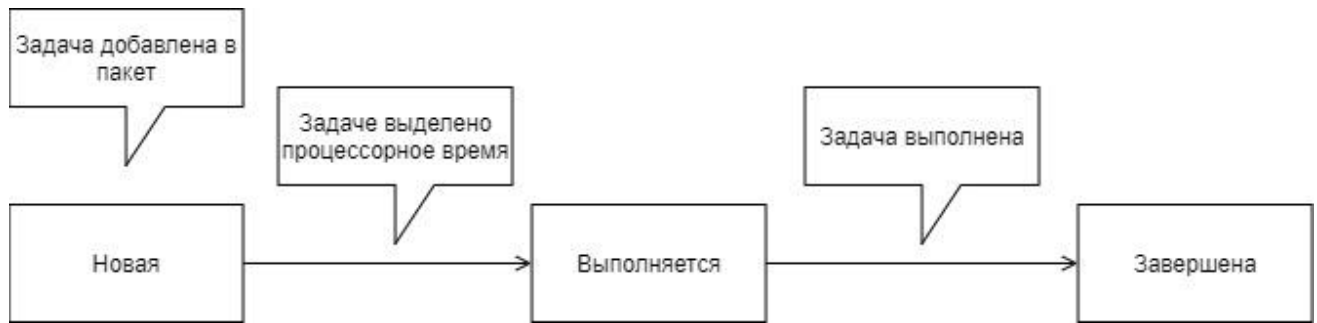 Задача добавлена в
пакет
Задаче выделено
процессорное время
Задача выполнена
Новая
Выполняется
Завершена